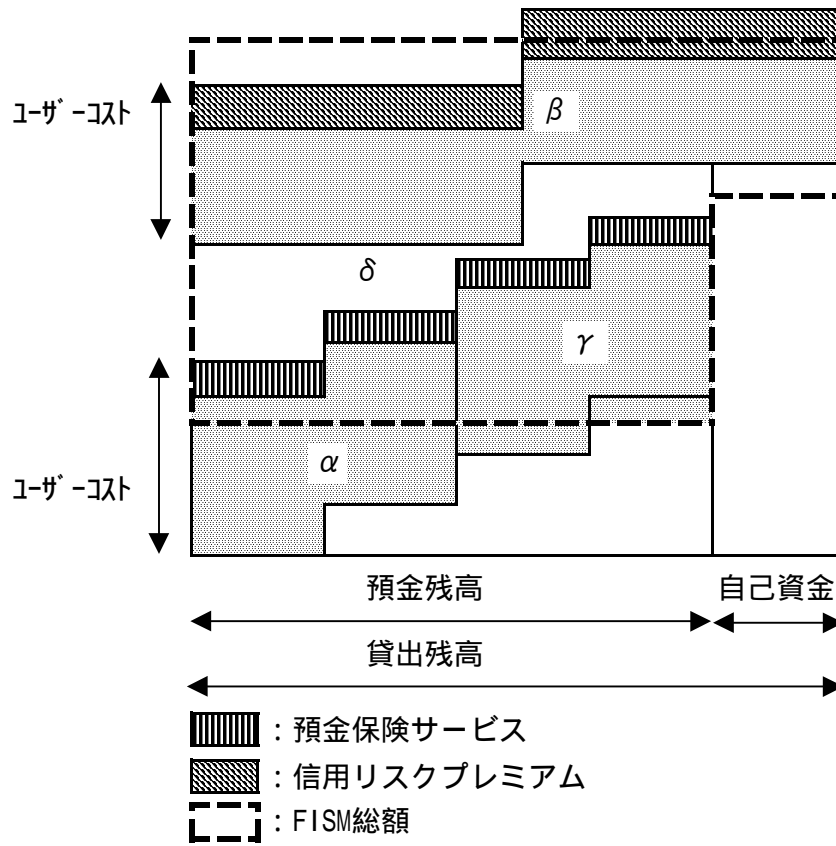 ユーザーコスト
β
δ
γ
α
ユーザーコスト
預金残高
自己資金
貸出残高
：預金保険サービス
：信用リスクプレミアム
：FISM総額